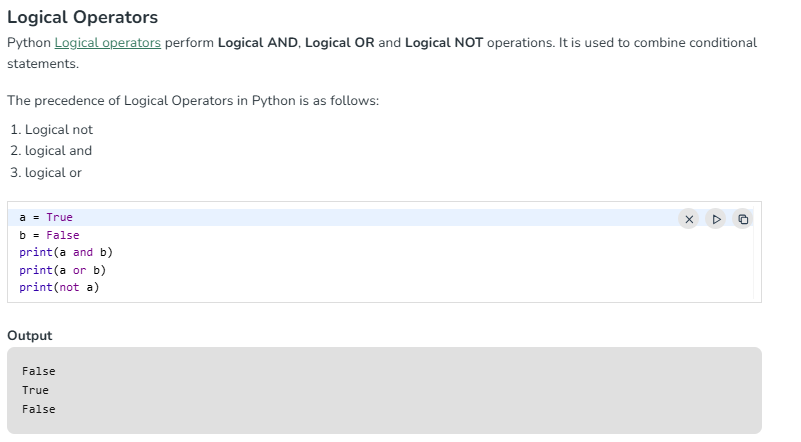 Logical Operators
Python Logical operators perform Logical AND, Logical OR and Logical NOT operations. It is used to combine conditional
statements.
The precedence of Logical Operators in Python is as follows:
1. Logical not
2. logical and
3. logical or
a = True
b = False
print(a and b)
print(a or b)
print(not a)
Output
False
True
False